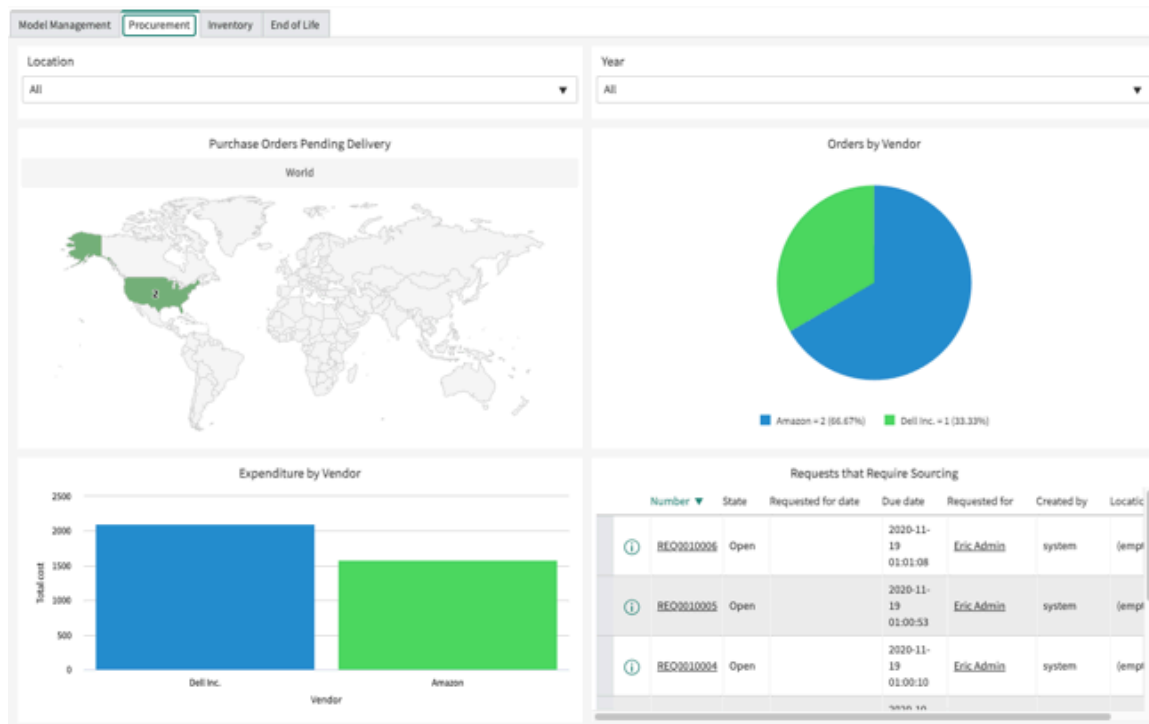 Model Management Procurement Inventory End of Life
Location
All
Year
All
Purchase Orders Pending Delivery
World
2
Orders by Vendor
Amazon = 2 (66.67%) Dell Inc. = 1 (33.33%)
Expenditure by Vendor
2500
2000
1500
1000
500
0
Total cost
Dell Inc. Amazon
Vendor
Requests that Require Sourcing
Number ▼ State Requested for date Due date Requested for Created by Locatio
REQ0010006 Open 2020-11-
19
01:01:08 Eric Admin system (empt
REQ0010005 Open 2020-11-
19
01:00:53 Eric Admin system (empt
REQ0010004 Open 2020-11-
19
01:00:10 Eric Admin system (empt